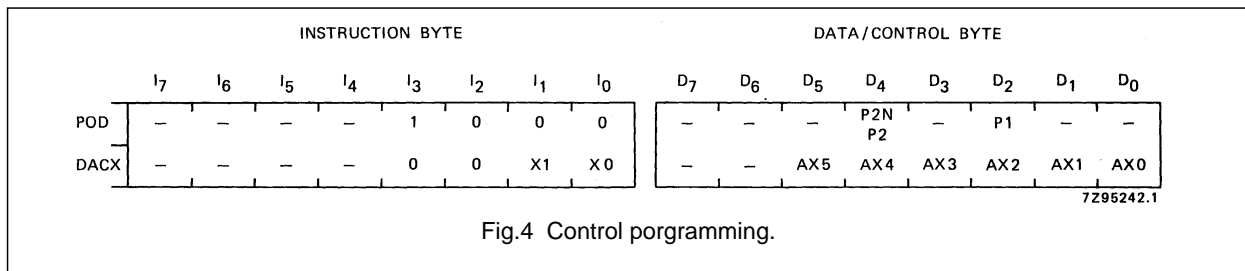 INSTRUCTION BYTE DATA/CONTROL BYTE
I7 I6 I5 I4 I3 I2 I1 I0 D7 D6 D5 D4 D3 D2 D1 D0
POD – – – – 1 0 0 0 – – – P2N – P1 – –
P2
DACX – – – – 0 0 X1 X0 – – AX5 AX4 AX3 AX2 AX1 AX0
7Z95242.1
Fig.4 Control porgramming.